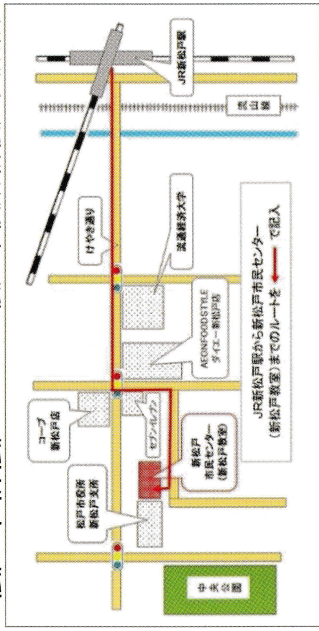 JR新松戸駅
流山線
けやき通り
流通経済大学
AEONFOOD STYLE
ダイエー新松戸店
コープ
新松戸店
セブンイレブン
新松戸
市民センター
(新松戸教室)
松戸市役所
新松戸支所
中央公園
JR新松戸駅から新松戸市民センター
(新松戸教室)までのルートを ← で記入